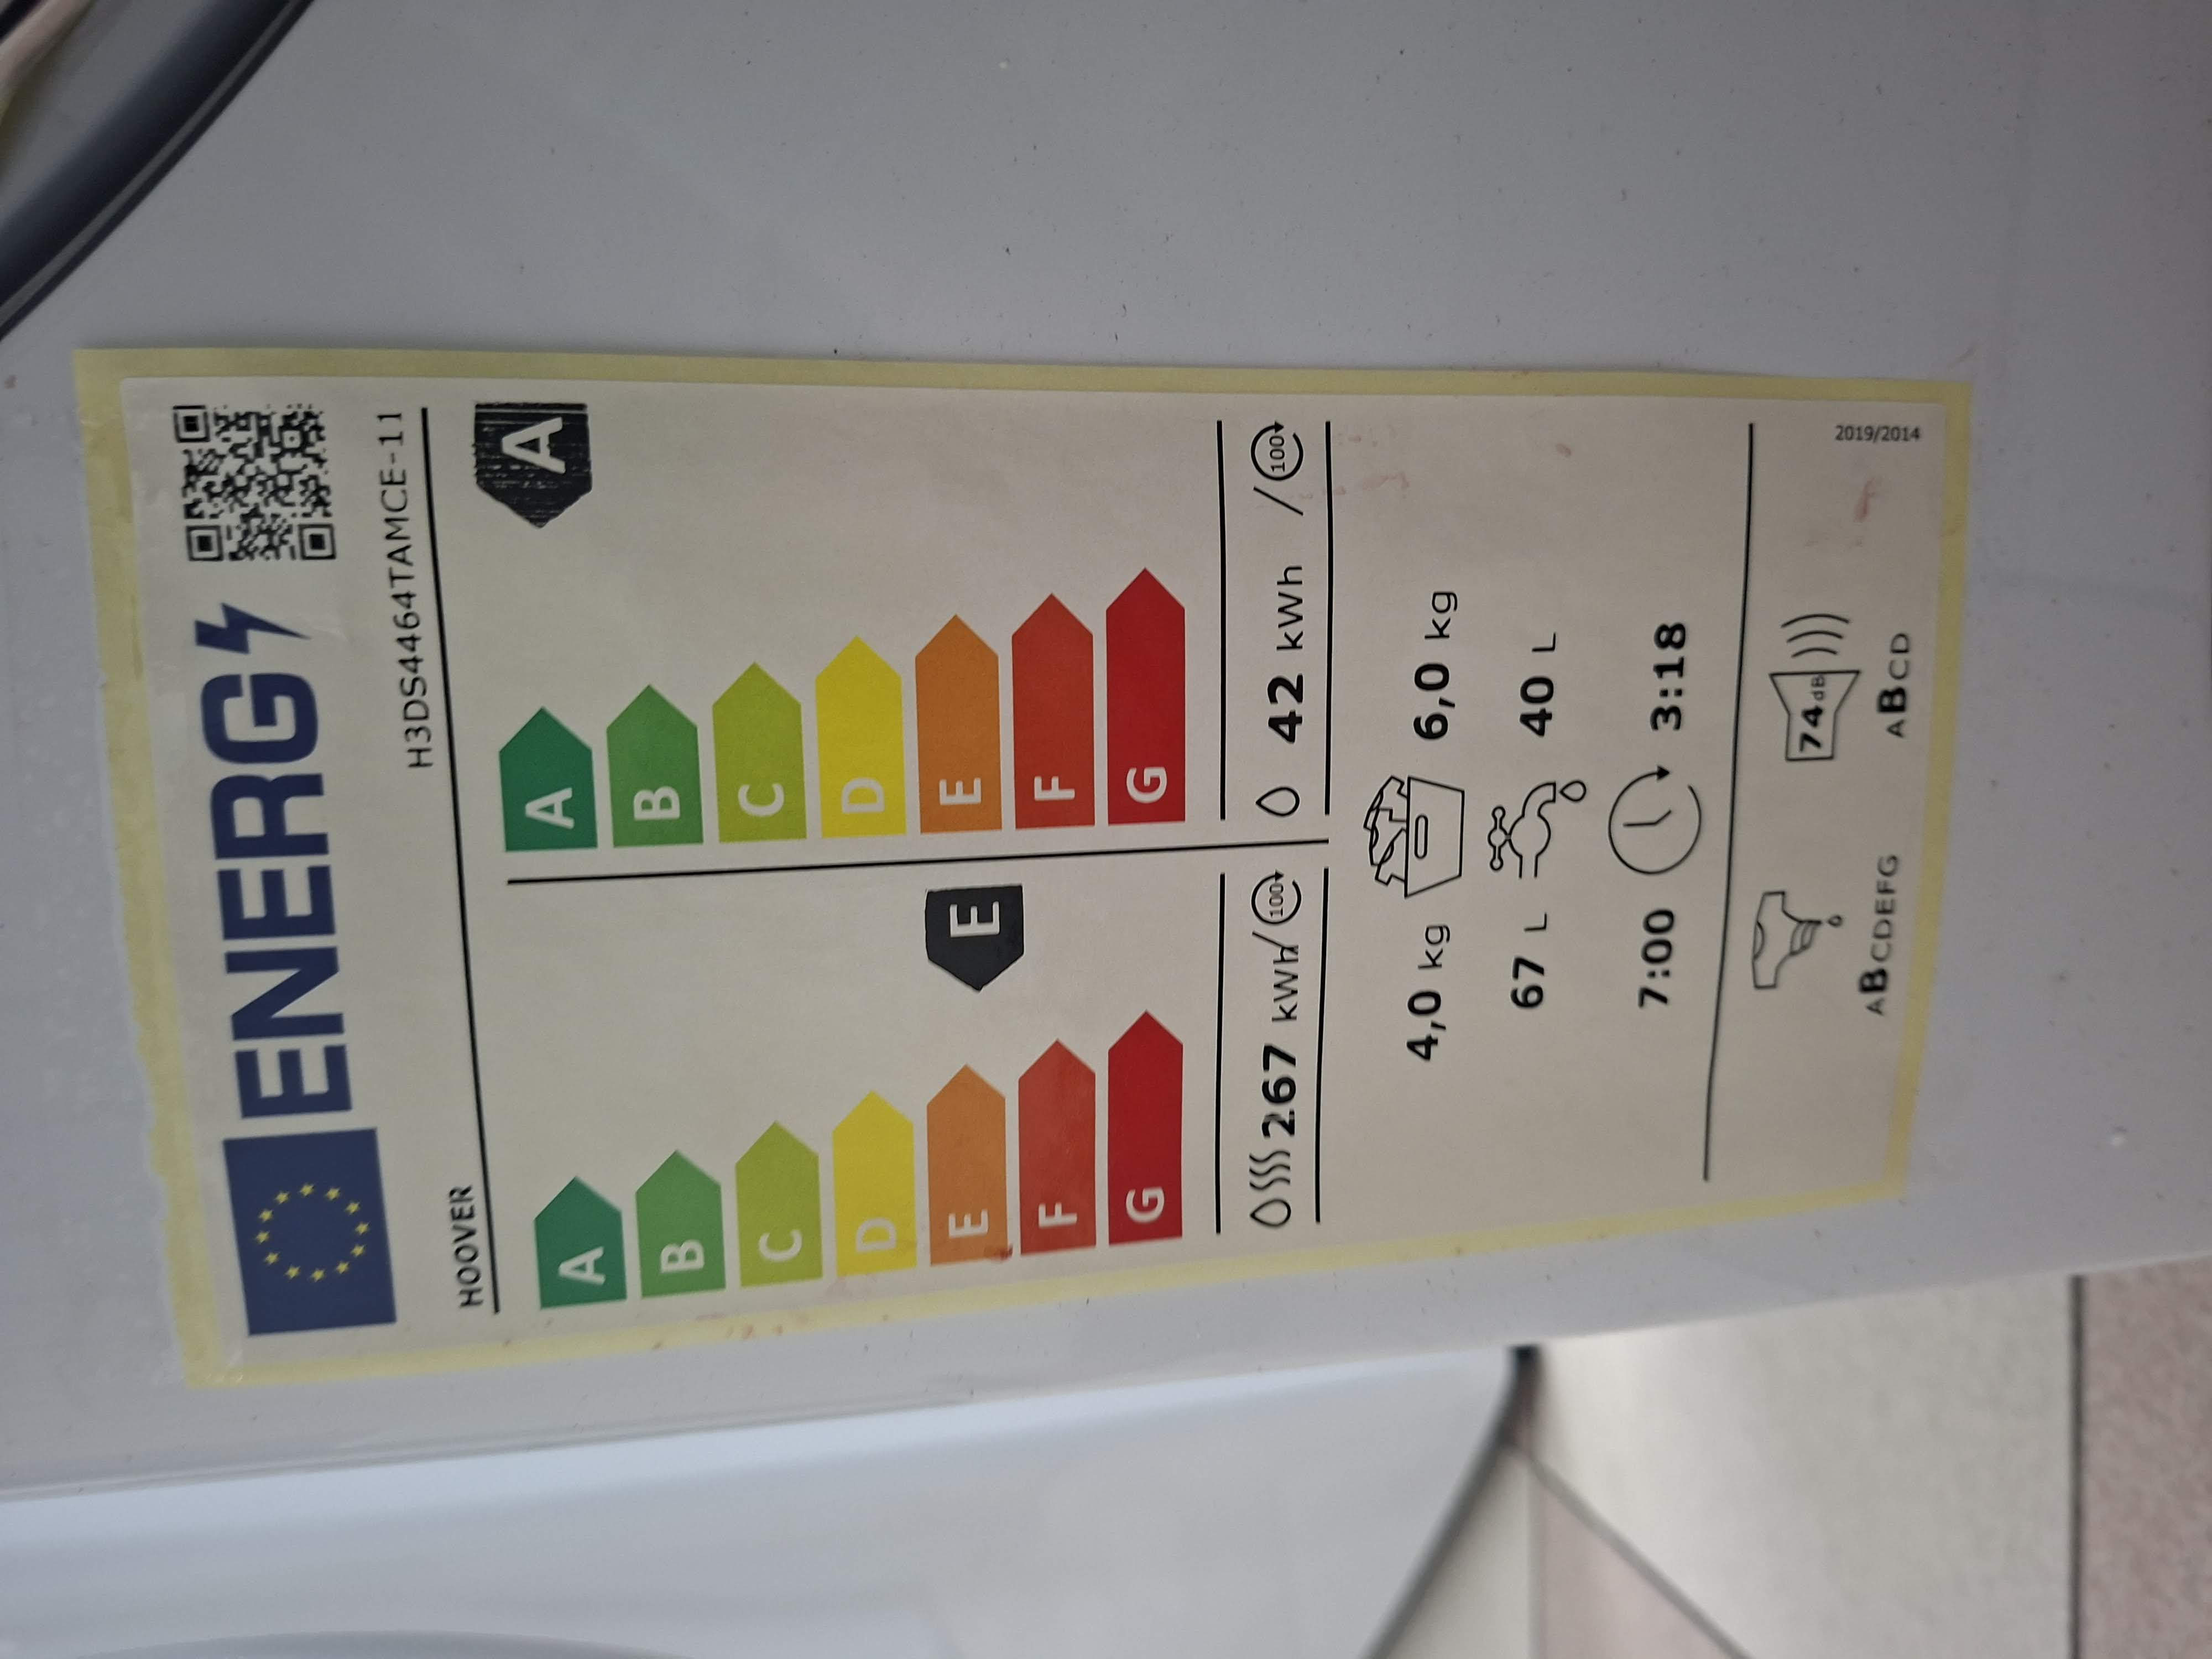 ENERG
HOOVER H3DS4464TAMCE-11
A A A
B B
C C
D D
E E E
F F
G G
267 kWh/100 42 kWh /100
4,0 kg 6,0 kg
67 L 40 L
7:00 3:18
74dB
ABCDEFG ABCD
2019/2014